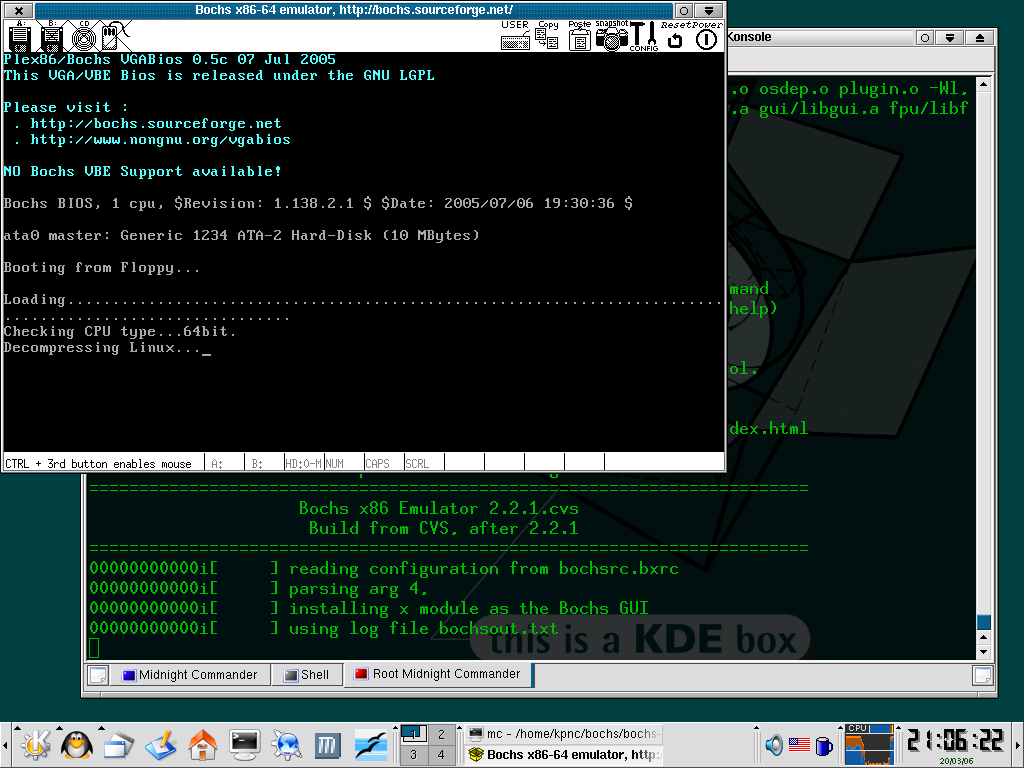 Bochs x86-64 emulator, http://bochs.sourceforge.net/
A: B: CD USER Copy Paste snapshot CONFIG Reset Power
Plex86/Bochs VGABios 0.5c 07 Jul 2005
This VGA/VBE Bios is released under the GNU LGPL
Please visit :
. http://bochs.sourceforge.net
. http://www.nongnu.org/vgabios
NO Bochs VBE Support available!
Bochs BIOS, 1 cpu, $Revision: 1.138.2.1 $ $Date: 2005/07/06 19:30:36 $
ata0 master: Generic 1234 ATA-2 Hard-Disk (10 MBytes)
Booting from Floppy...
Loading.........................................................................
................................
Checking CPU type...64bit.
Decompressing Linux..._
CTRL + 3rd button enables mouse A: B: HD:0-M NUM CAPS SCRL
Konsole
.o osdep.o plugin.o -Wl,
.a gui/libgui.a fpu/libf
mand
help)
ol.
dex.html
========================================================================
Bochs x86 Emulator 2.2.1.cvs
Build from CVS, after 2.2.1
========================================================================
00000000000i[     ] reading configuration from bochsrc.bxrc
00000000000i[     ] parsing arg 4,
00000000000i[     ] installing x module as the Bochs GUI
00000000000i[     ] using log file bochsout.txt
this is a KDE box
Midnight Commander Shell Root Midnight Commander
1 2 3 4
mc - /home/kpnc/bochs/bochs-
Bochs x86-64 emulator, http:
CPU
21:06:22
20/03/06